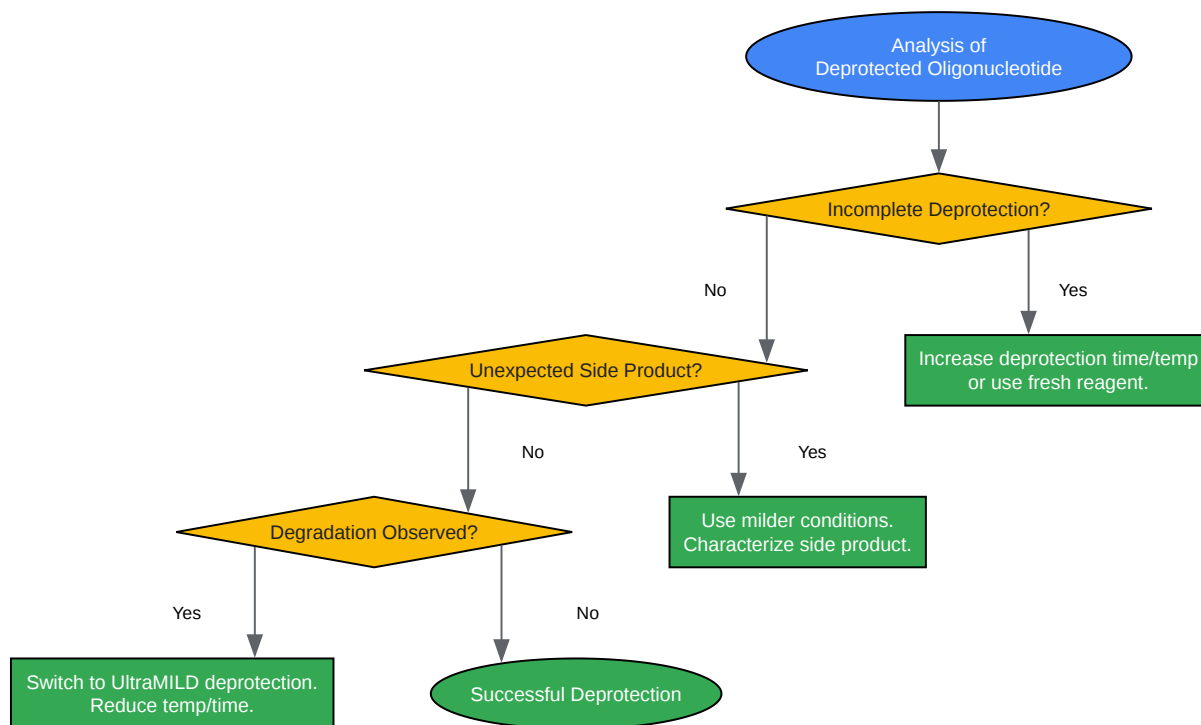 Analysis of
Deprotected Oligonucleotide
Incomplete Deprotection?
No
Yes
Increase deprotection time/temp
or use fresh reagent.
Unexpected Side Product?
No
Yes
Use milder conditions.
Characterize side product.
Degradation Observed?
Yes
No
Switch to UltraMILD deprotection.
Reduce temp/time.
Successful Deprotection